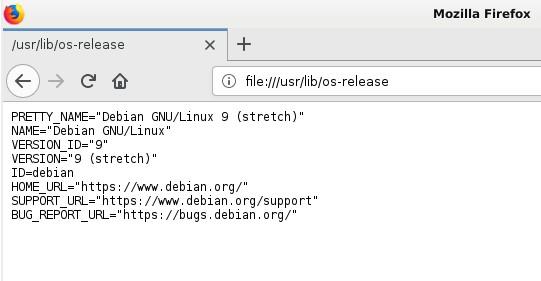 Mozilla Firefox
/usr/lib/os-release
file:///usr/lib/os-release
PRETTY_NAME="Debian GNU/Linux 9 (stretch)"
NAME="Debian GNU/Linux"
VERSION_ID="9"
VERSION="9 (stretch)"
ID=debian
HOME_URL="https://www.debian.org/"
SUPPORT_URL="https://www.debian.org/support"
BUG_REPORT_URL="https://bugs.debian.org/"